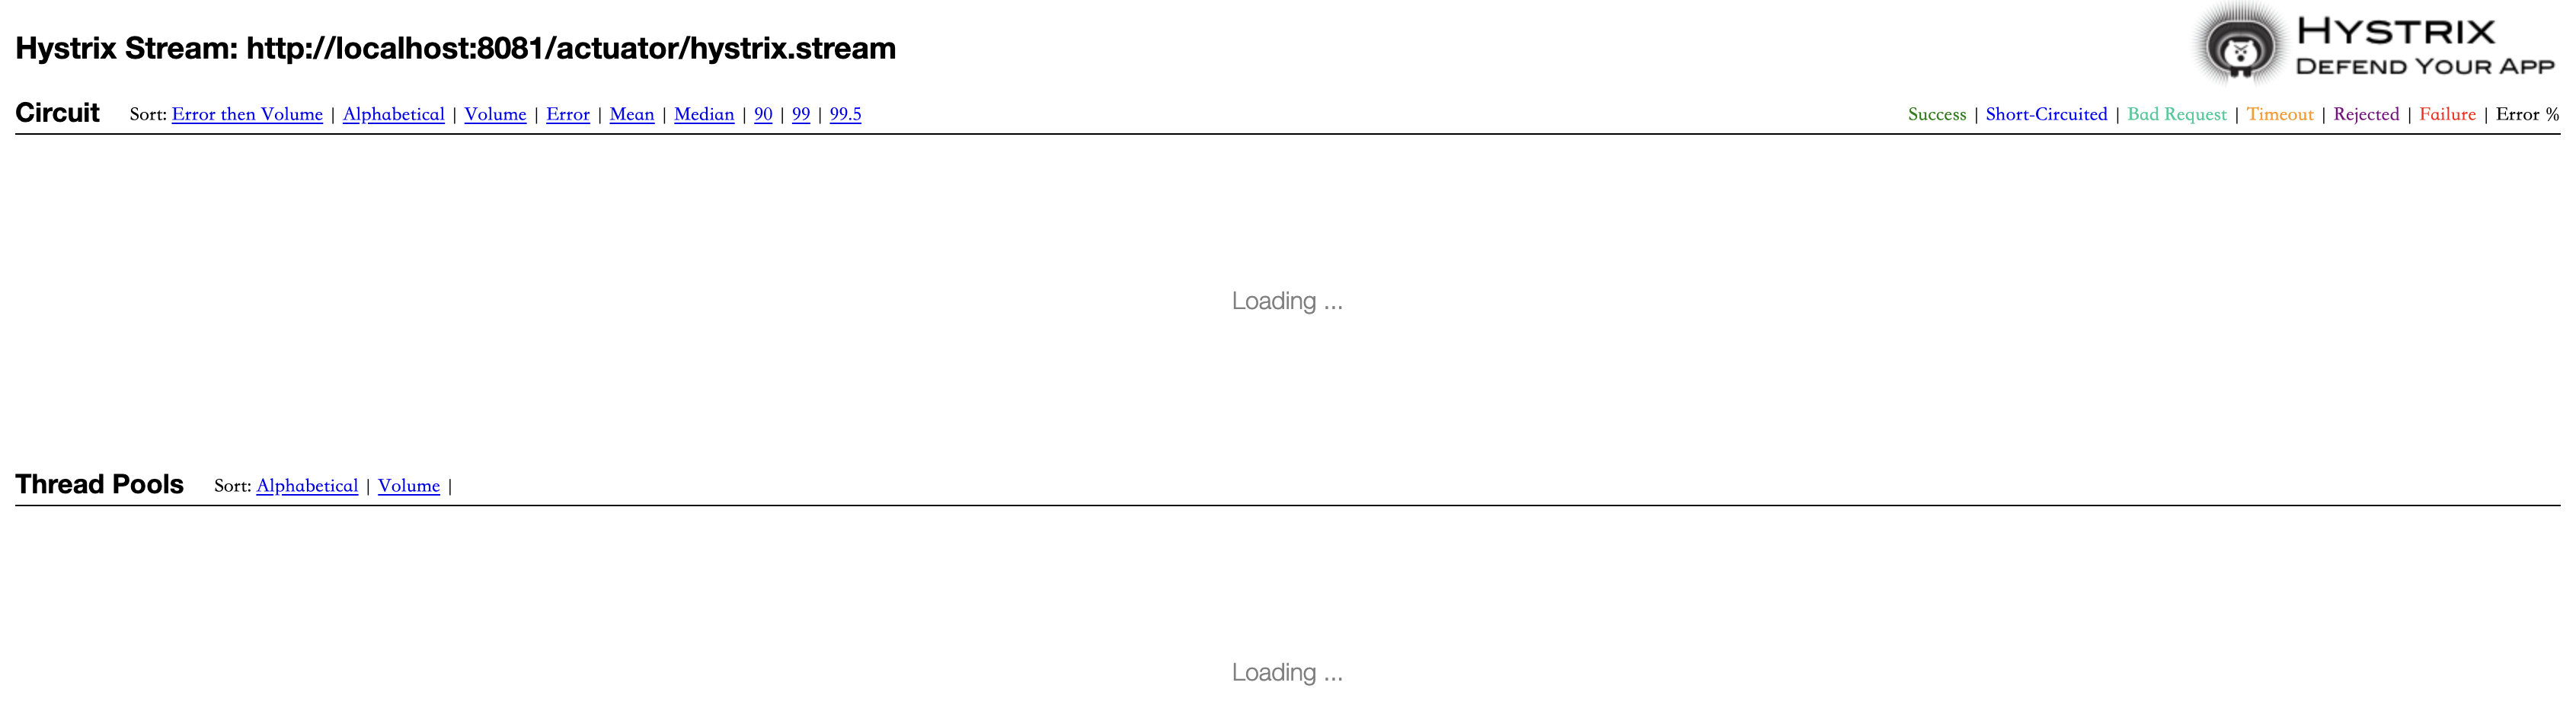 Hystrix Stream: http://localhost:8081/actuator/hystrix.stream
HYSTRIX
DEFEND YOUR APP
Circuit Sort: Error then Volume | Alphabetical | Volume | Error | Mean | Median | 90 | 99 | 99.5
Success | Short-Circuited | Bad Request | Timeout | Rejected | Failure | Error %
Loading ...
Thread Pools Sort: Alphabetical | Volume |
Loading ...